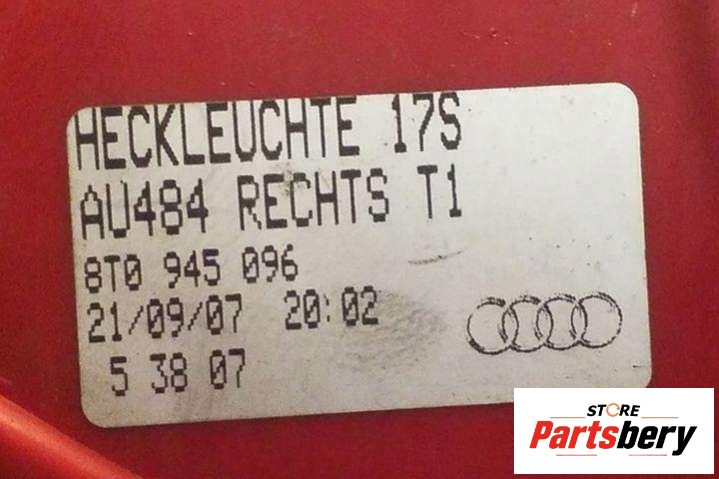 HECKLEUCHTE 17S
AU484 RECHTS T1
8T0 945 096
21/09/07 20:02
5 38 07
STORE
Partsbery